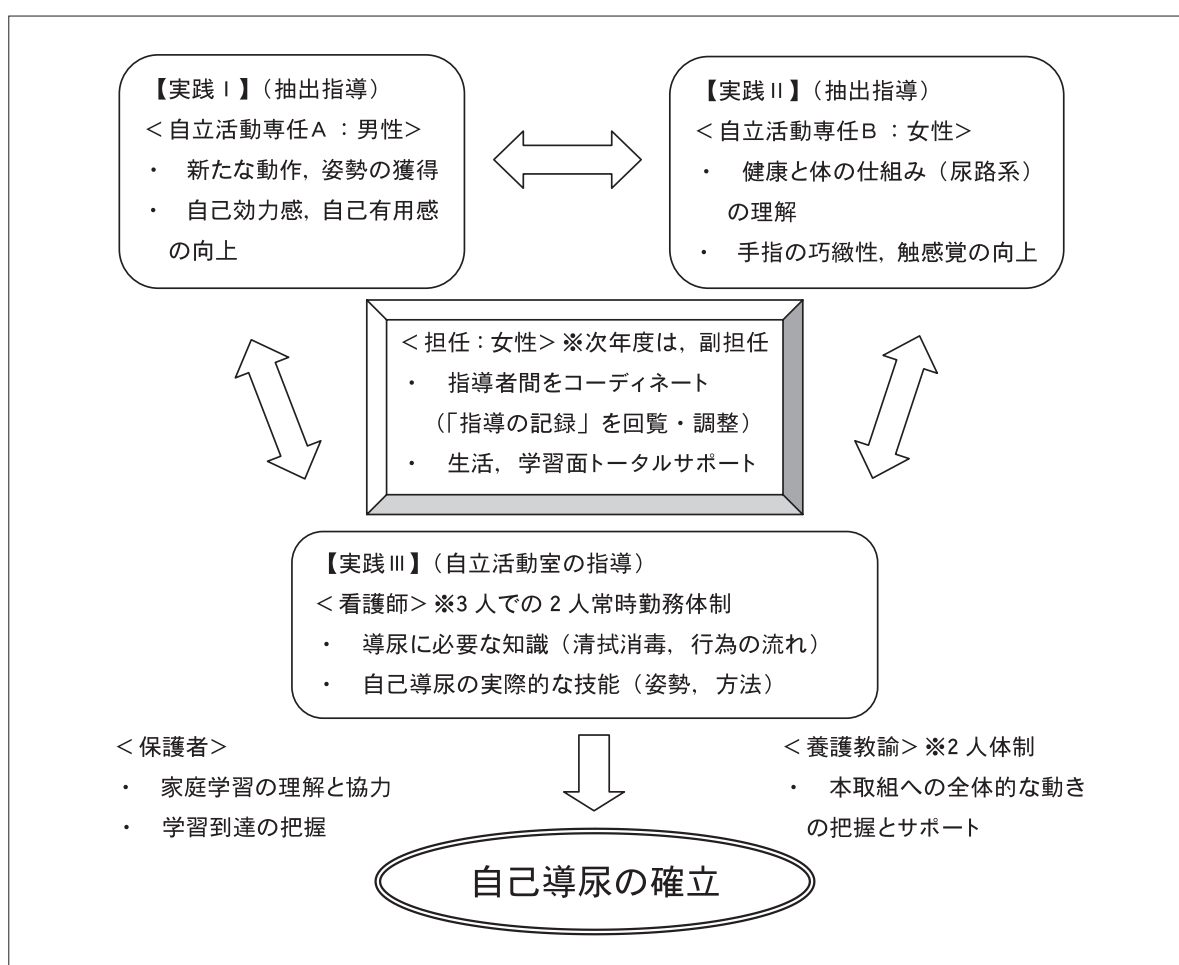 【実践Ⅰ】(抽出指導)
<自立活動専任A:男性>
・ 新たな動作,姿勢の獲得
・ 自己効力感,自己有用感
の向上
【実践Ⅱ】(抽出指導)
<自立活動専任B:女性>
・ 健康と体の仕組み(尿路系)
の理解
・ 手指の巧緻性,触感覚の向上
<担任:女性>※次年度は,副担任
・ 指導者間をコーディネート
(「指導の記録」を回覧・調整)
・ 生活,学習面トータルサポート
【実践Ⅲ】(自立活動室の指導)
<看護師>※3人での2人常時勤務体制
・ 導尿に必要な知識(清拭消毒,行為の流れ)
・ 自己導尿の実際的な技能(姿勢,方法)
<保護者>
・ 家庭学習の理解と協力
・ 学習到達の把握
<養護教諭>※2人体制
・ 本取組への全体的な動き
の把握とサポート
自己導尿の確立